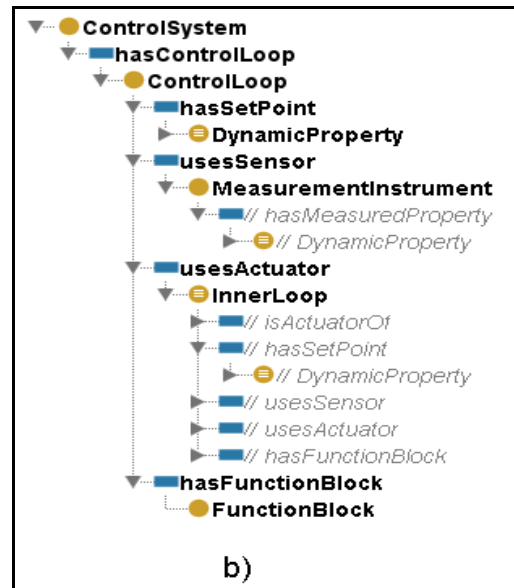 ControlSystem
hasControlLoop
ControlLoop
hasSetPoint
DynamicProperty
usesSensor
MeasurementInstrument
// hasMeasuredProperty
// DynamicProperty
usesActuator
InnerLoop
// isActuatorOf
// hasSetPoint
// DynamicProperty
// usesSensor
// usesActuator
// hasFunctionBlock
hasFunctionBlock
FunctionBlock
b)